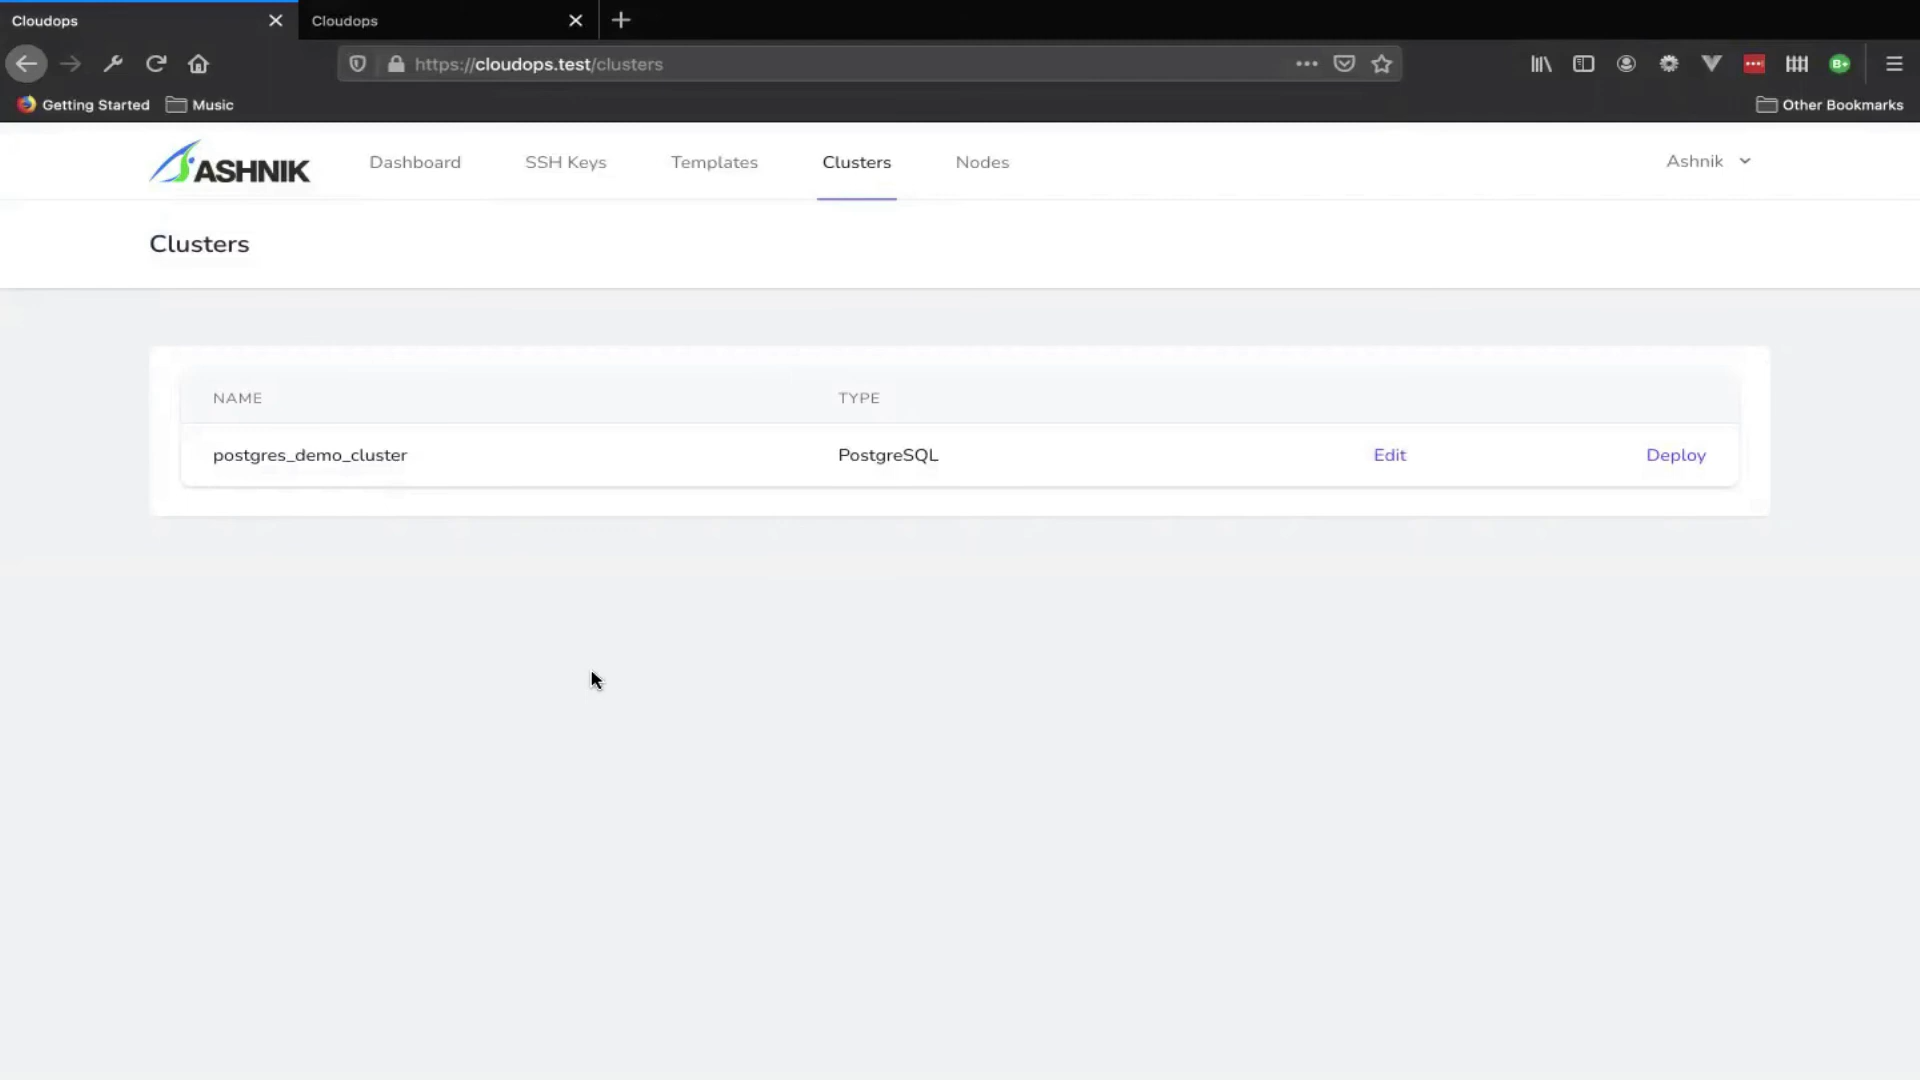 Cloudops
Cloudops
https://cloudops.test/clusters
Getting Started
Music
Other Bookmarks
ASHNIK
Dashboard
SSH Keys
Templates
Clusters
Nodes
Ashnik
Clusters
NAME
TYPE
postgres_demo_cluster
PostgreSQL
Edit
Deploy